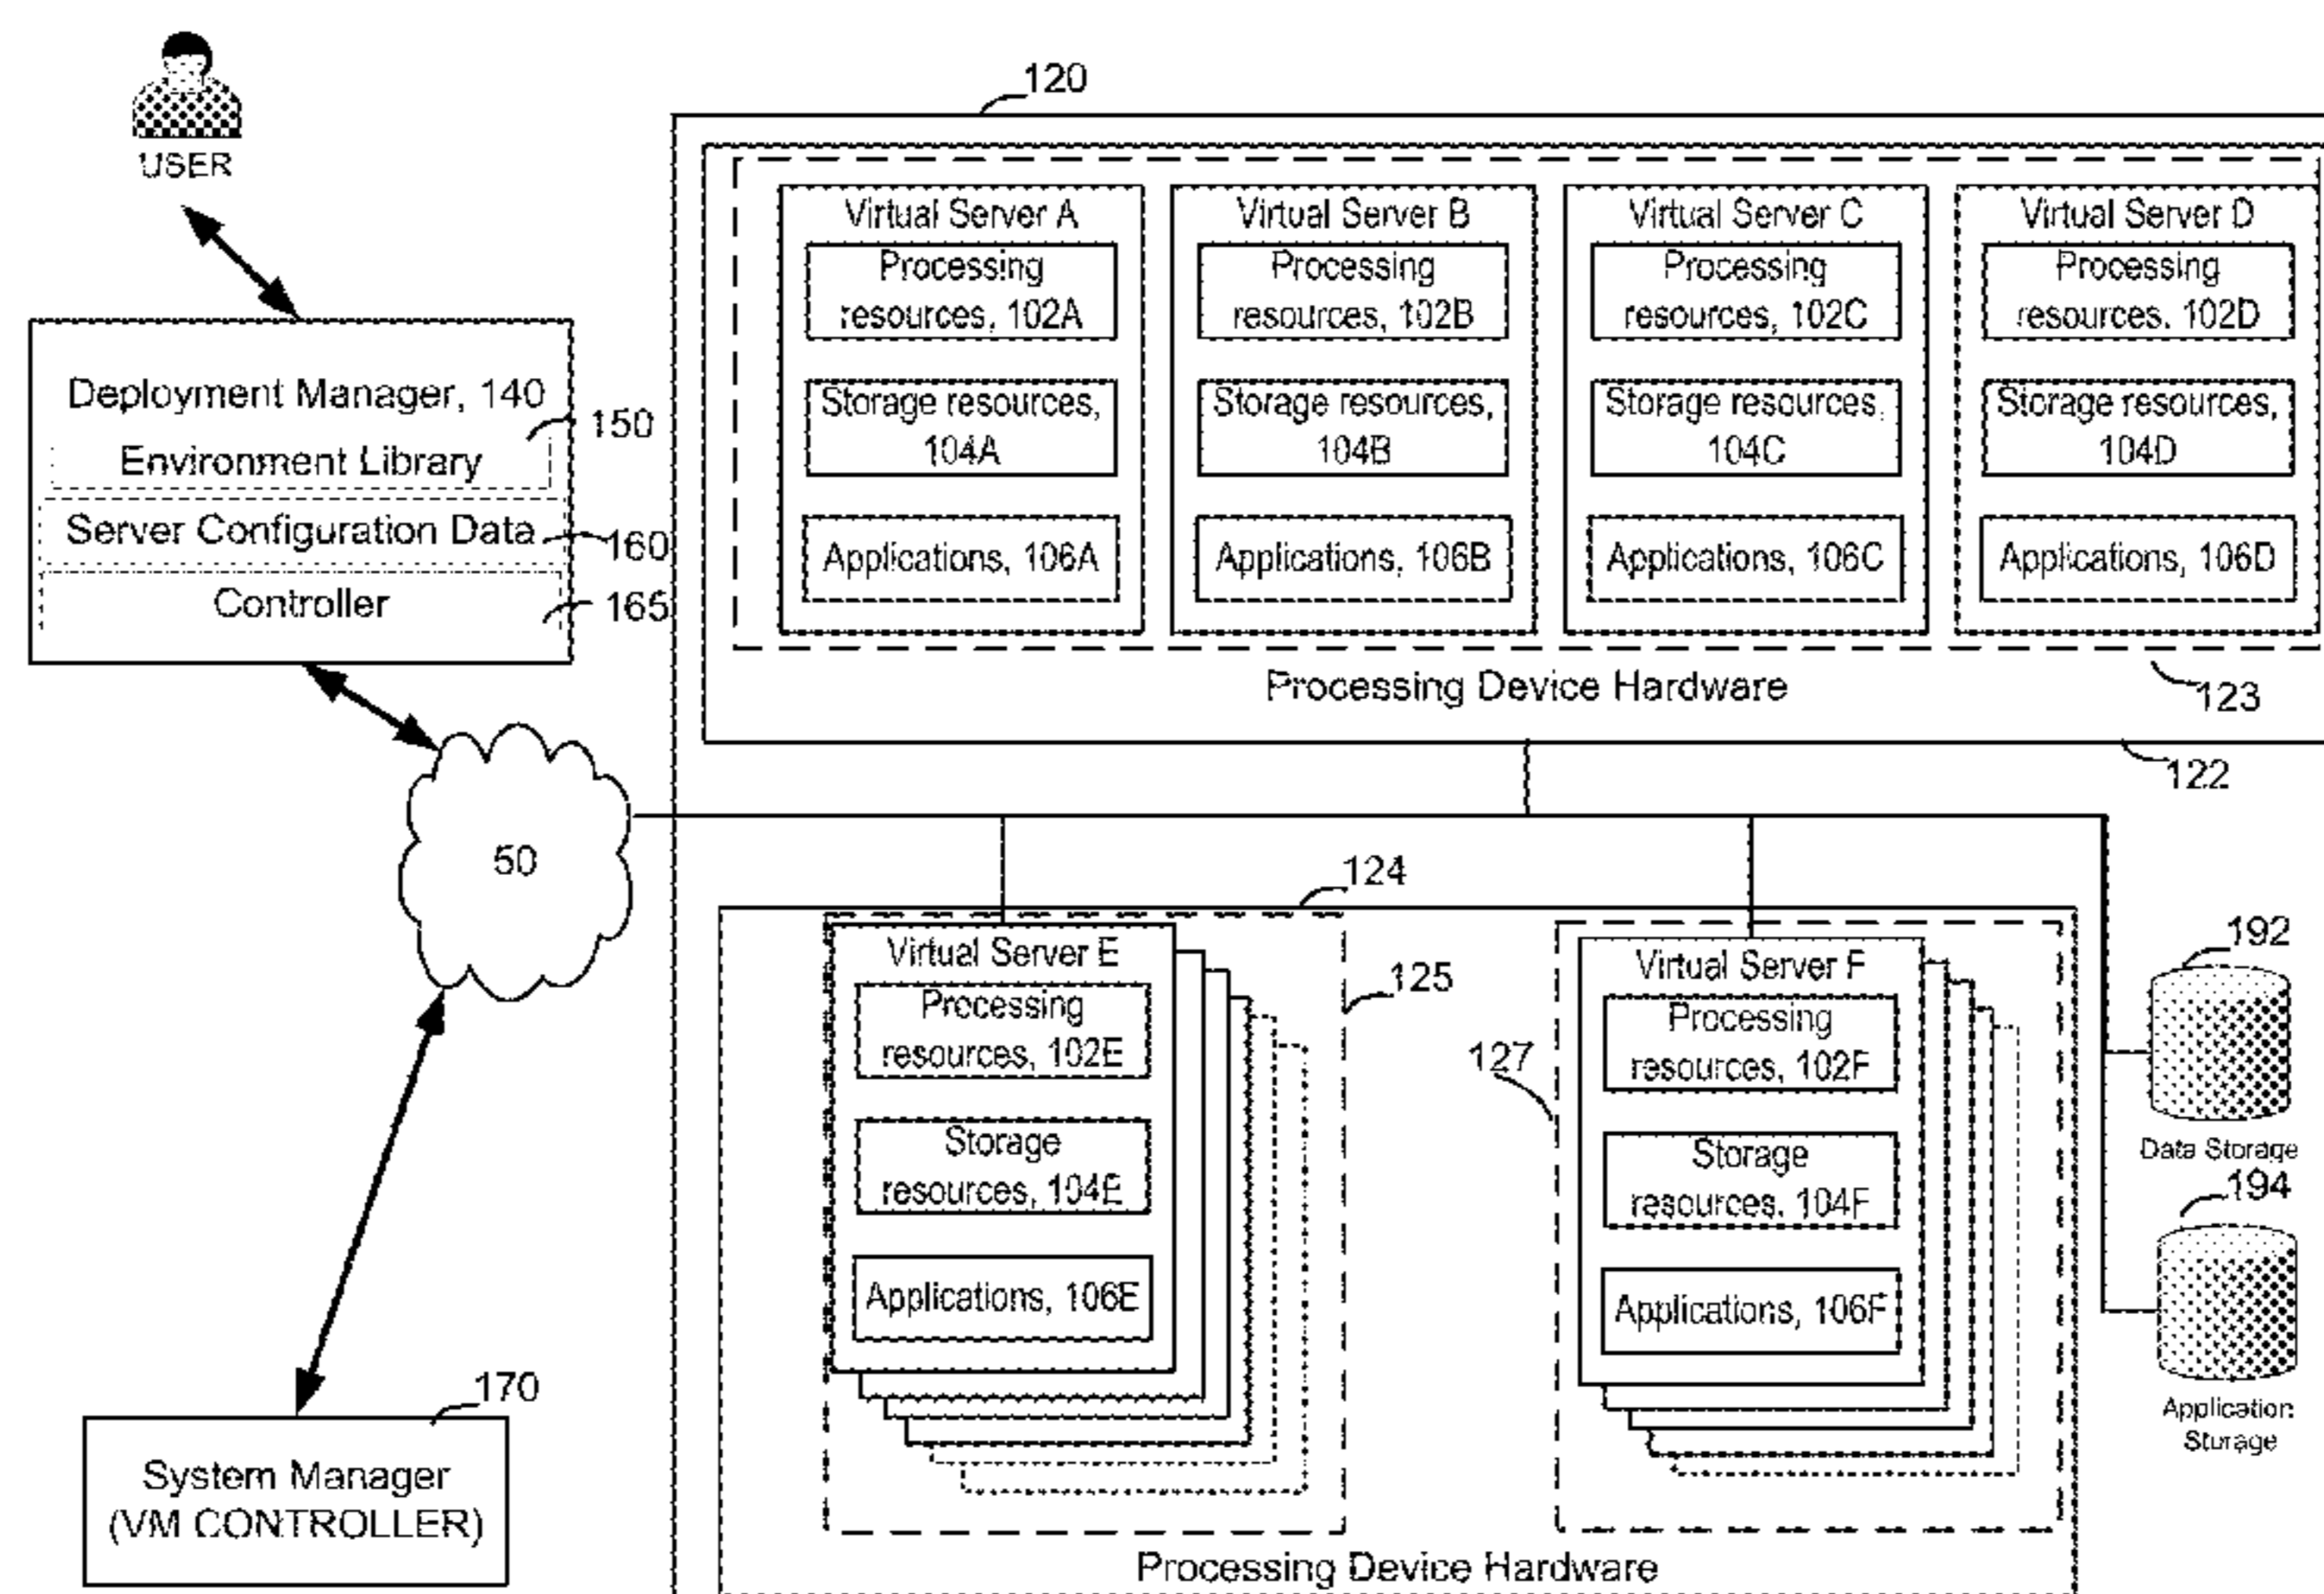 USER
Deployment Manager, 140
150
Environment Library
Server Configuration Data
160
Controller
165
50
170
System Manager
(VM CONTROLLER)
120
Virtual Server A
Processing
resources, 102A
Storage resources,
104A
Applications, 106A
Virtual Server B
Processing
resources, 102B
Storage resources,
104B
Applications, 106B
Virtual Server C
Processing
resources, 102C
Storage resources,
104C
Applications, 106C
Virtual Server D
Processing
resources, 102D
Storage resources,
104D
Applications, 106D
Processing Device Hardware
123
122
124
Virtual Server E
Processing
resources, 102E
Storage
resources, 104E
Applications, 106E
125
127
Virtual Server F
Processing
resources, 102F
Storage
resources, 104F
Applications, 106F
Processing Device Hardware
192
Data Storage
194
Application
Storage